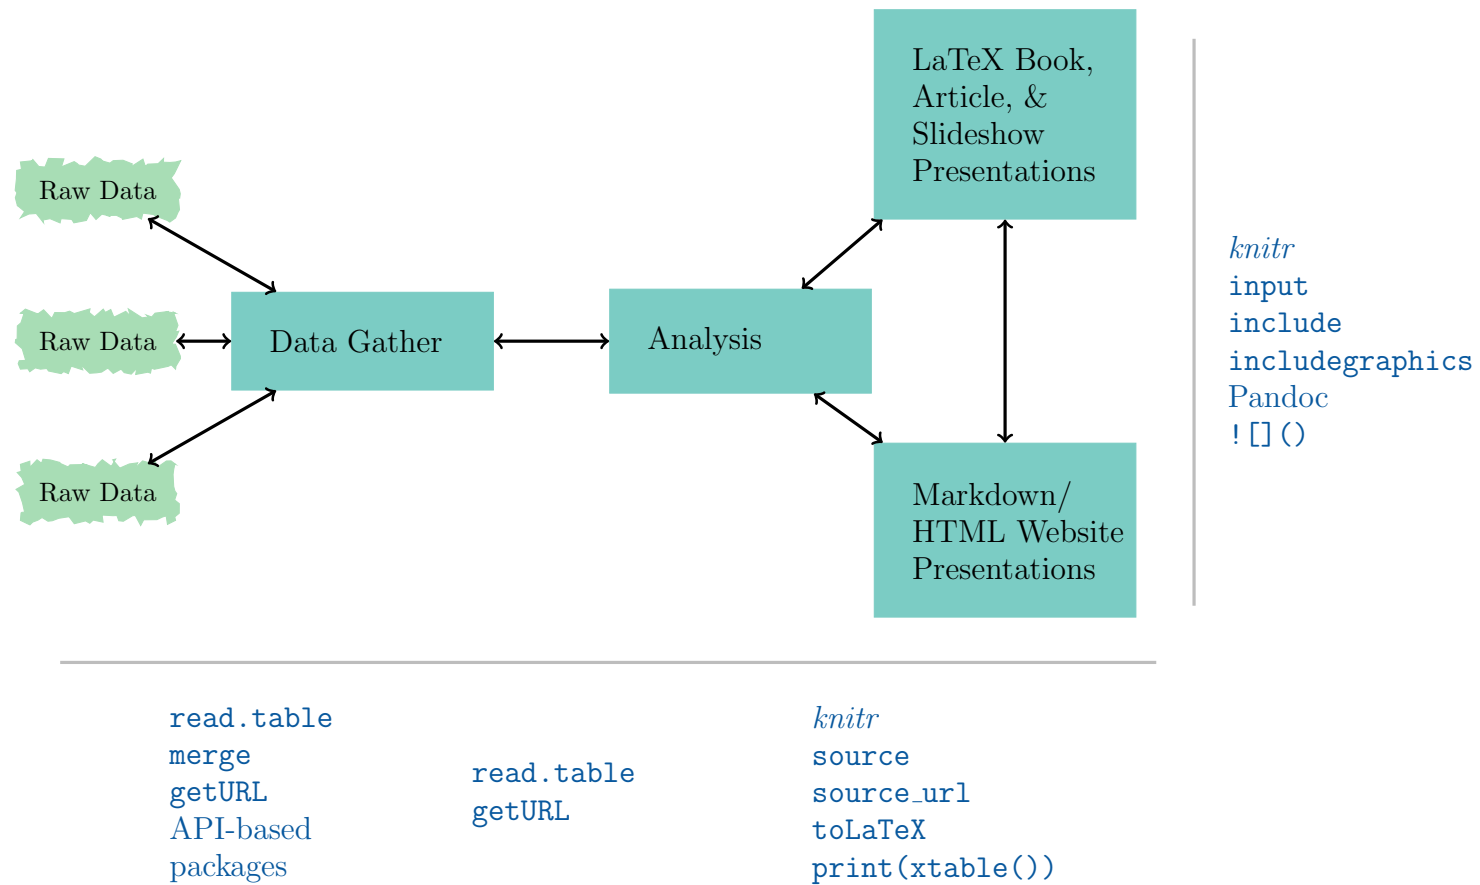 LaTeX Book,
Article, &
Slideshow
Presentations
Raw Data
Raw Data
Raw Data
Data Gather
Analysis
Markdown/
HTML Website
Presentations
knitr
input
include
includegraphics
Pandoc
![]()
read.table
merge
getURL
API-based
packages
read.table
getURL
knitr
source
source_url
toLaTeX
print(xtable())